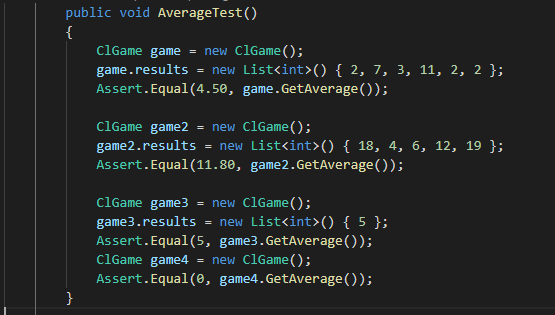 public void AverageTest()
{
ClGame game = new ClGame();
game.results = new List<int>() { 2, 7, 3, 11, 2, 2 };
Assert.Equal(4.50, game.GetAverage());
ClGame game2 = new ClGame();
game2.results = new List<int>() { 18, 4, 6, 12, 19 };
Assert.Equal(11.80, game2.GetAverage());
ClGame game3 = new ClGame();
game3.results = new List<int>() { 5 };
Assert.Equal(5, game3.GetAverage());
ClGame game4 = new ClGame();
Assert.Equal(0, game4.GetAverage());
}